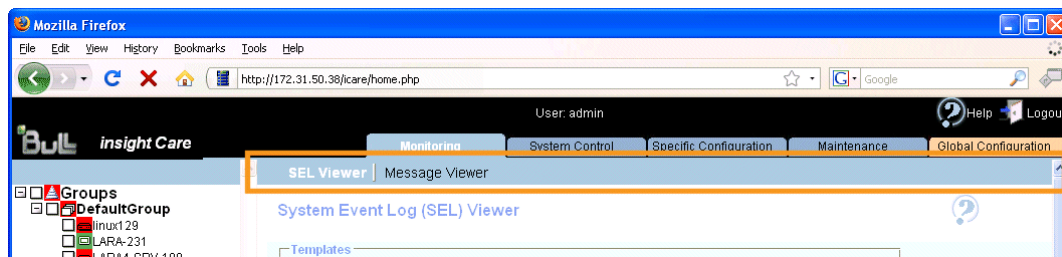 Mozilla Firefox
File Edit View History Bookmarks Tools Help
http://172.31.50.38/icare/home.php
G Google
User: admin
Help Logou
Bull insight Care
Monitoring System Control Specific Configuration Maintenance Global Configuration
SEL Viewer Message Viewer
Groups
System Event Log (SEL) Viewer
DefaultGroup
linux129
LARA-231
Templates